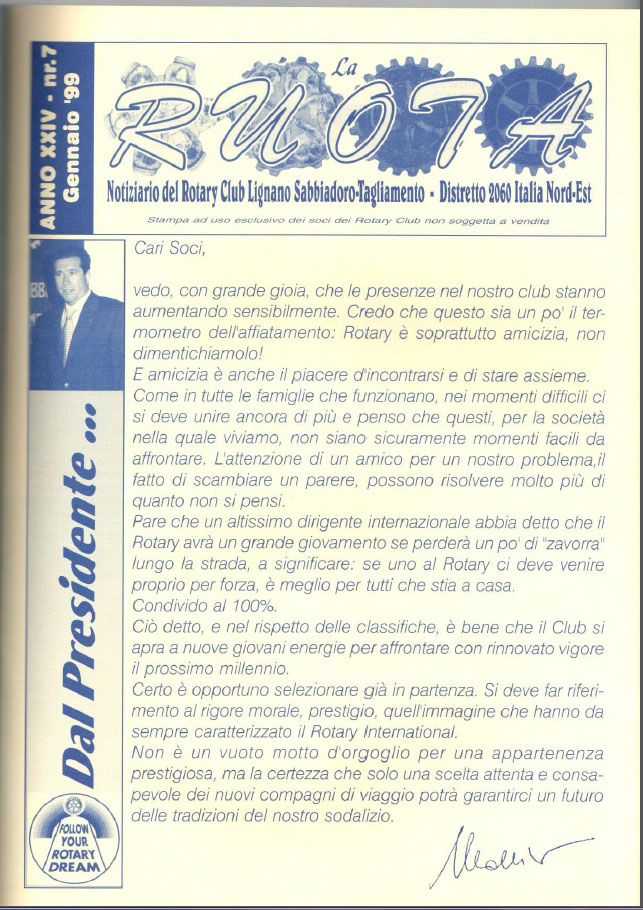 ANNO XXIV - nr.7
Gennaio '99
La
RUOTA
Notiziario del Rotary Club Lignano Sabbiadoro-Tagliamento - Distretto 2060 Italia Nord-Est
Stampa ad uso esclusivo dei soci del Rotary Club non soggetta a vendita
Dal Presidente ...
Cari Soci,
vedo, con grande gioia, che le presenze nel nostro club stanno
aumentando sensibilmente. Credo che questo sia un po' il ter-
mometro dell'affiatamento: Rotary è soprattutto amicizia, non
dimentichiamolo!
E amicizia è anche il piacere d'incontrarsi e di stare assieme.
Come in tutte le famiglie che funzionano, nei momenti difficili ci
si deve unire ancora di più e penso che questi, per la società
nella quale viviamo, non siano sicuramente momenti facili da
affrontare. L'attenzione di un amico per un nostro problema,il
fatto di scambiare un parere, possono risolvere molto più di
quanto non si pensi.
Pare che un altissimo dirigente internazionale abbia detto che il
Rotary avrà un grande giovamento se perderà un po' di "zavorra"
lungo la strada, a significare: se uno al Rotary ci deve venire
proprio per forza, è meglio per tutti che stia a casa.
Condivido al 100%.
Ciò detto, e nel rispetto delle classifiche, è bene che il Club si
apra a nuove giovani energie per affrontare con rinnovato vigore
il prossimo millennio.
Certo è opportuno selezionare già in partenza. Si deve far riferi-
mento al rigore morale, prestigio, quell'immagine che hanno da
sempre caratterizzato il Rotary International.
Non è un vuoto motto d'orgoglio per una appartenenza
prestigiosa, ma la certezza che solo una scelta attenta e consa-
pevole dei nuovi compagni di viaggio potrà garantirci un futuro
delle tradizioni del nostro sodalizio.
FOLLOW
YOUR
ROTARY
DREAM